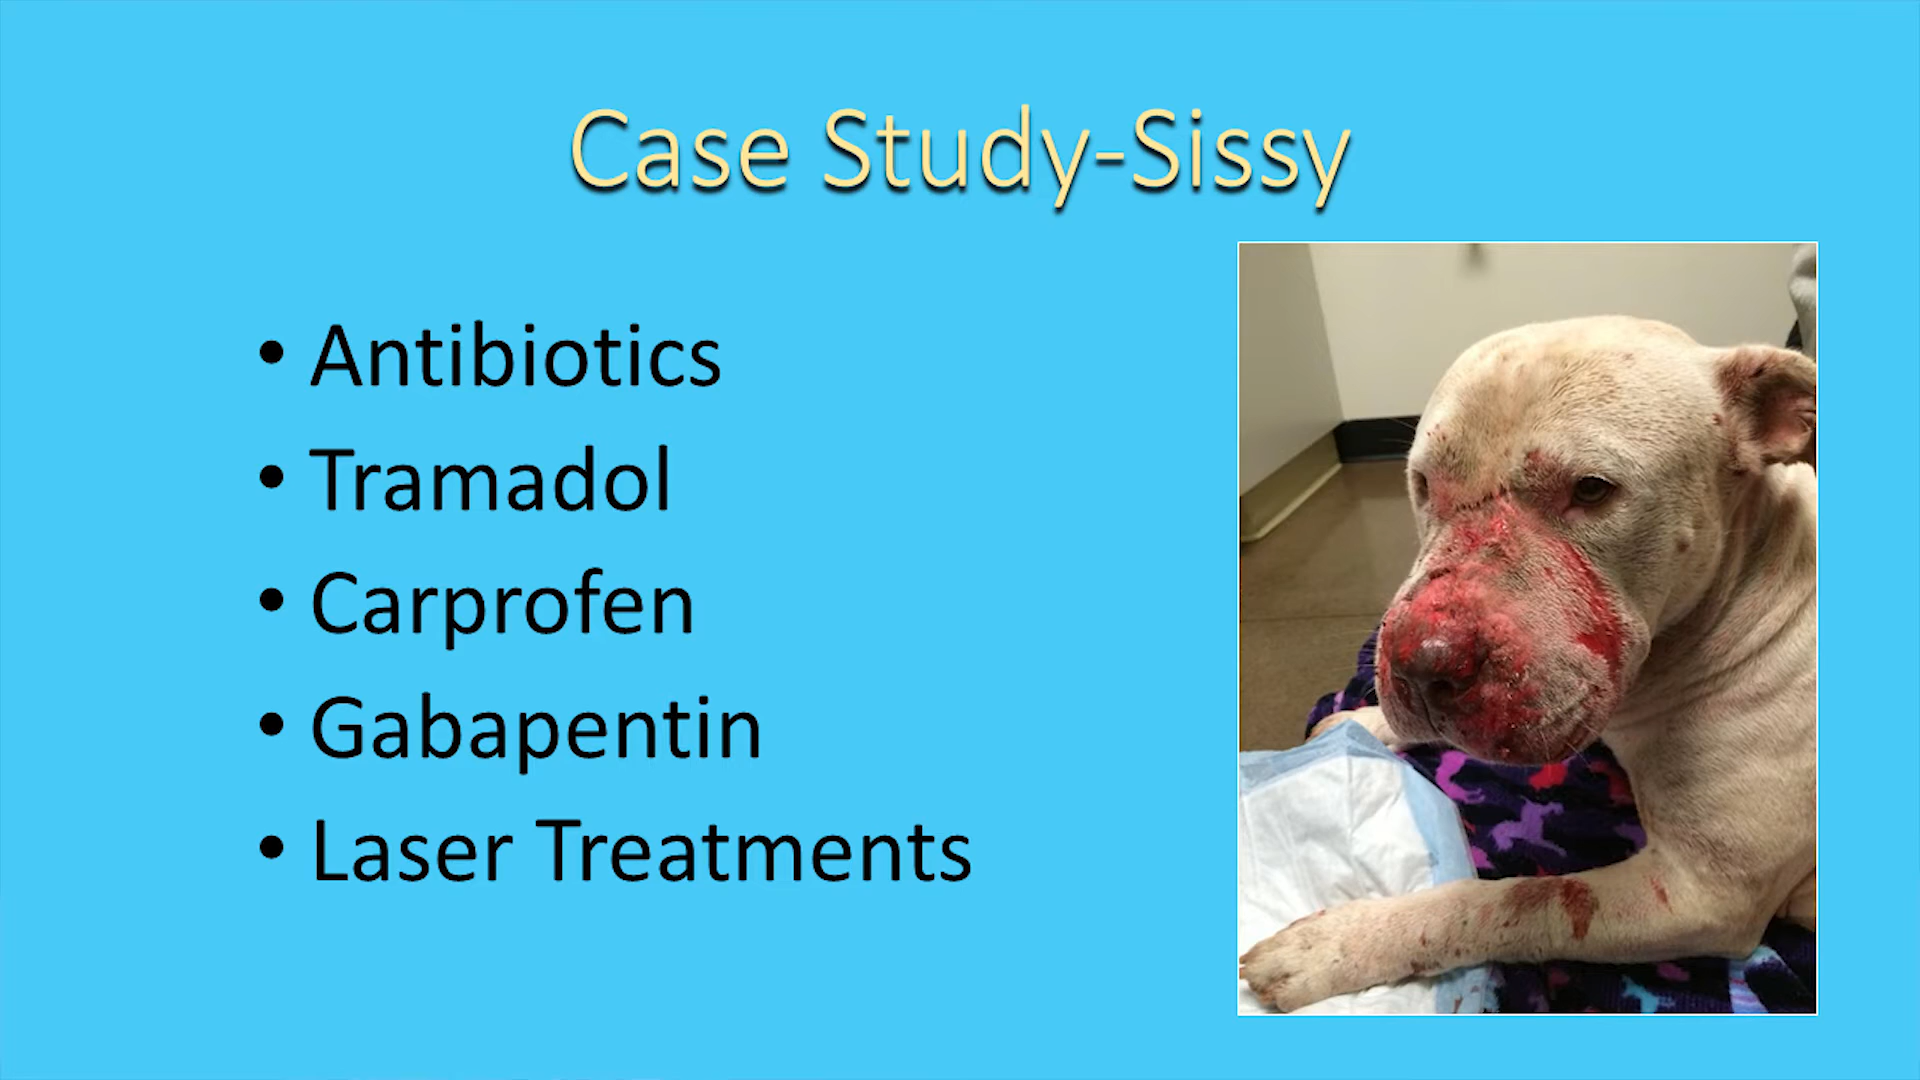 Case Study-Sissy
• Antibiotics
• Tramadol
• Carprofen
• Gabapentin
• Laser Treatments